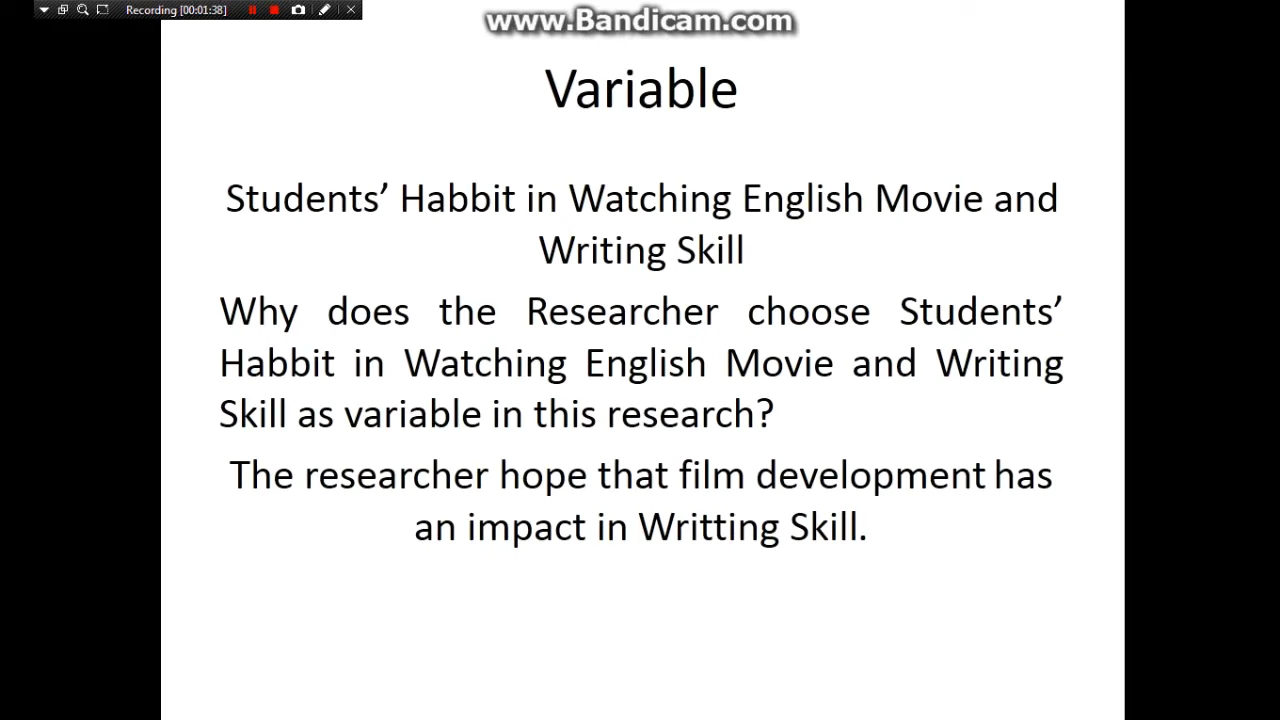 Recording [00:01:38]
www.Bandicam.com
Variable
Students’ Habbit in Watching English Movie and
Writing Skill
Why does the Researcher choose Students’
Habbit in Watching English Movie and Writing
Skill as variable in this research?
The researcher hope that film development has
an impact in Writting Skill.